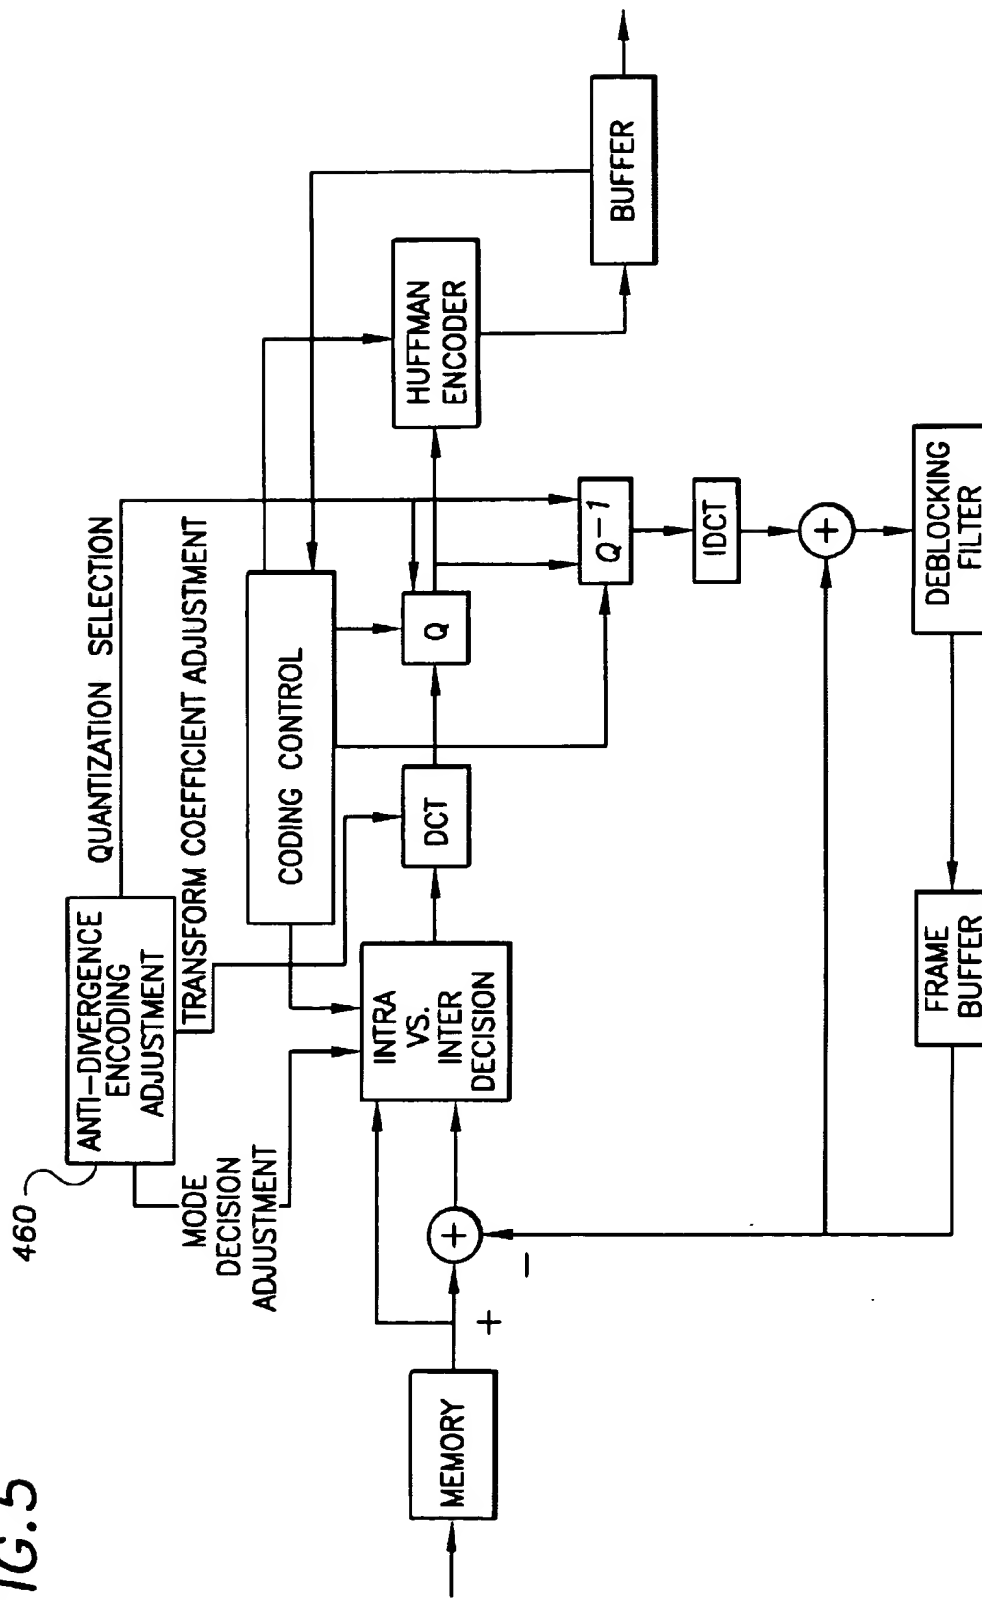 IG.5
460
ANTI-DIVERGENCE
ENCODING
ADJUSTMENT
QUANTIZATION SELECTION
TRANSFORM COEFFICIENT ADJUSTMENT
MODE
DECISION
ADJUSTMENT
CODING CONTROL
MEMORY
+
+
−
INTRA
VS.
INTER
DECISION
DCT
Q
HUFFMAN
ENCODER
BUFFER
Q−1
IDCT
+
DEBLOCKING
FILTER
FRAME
BUFFER